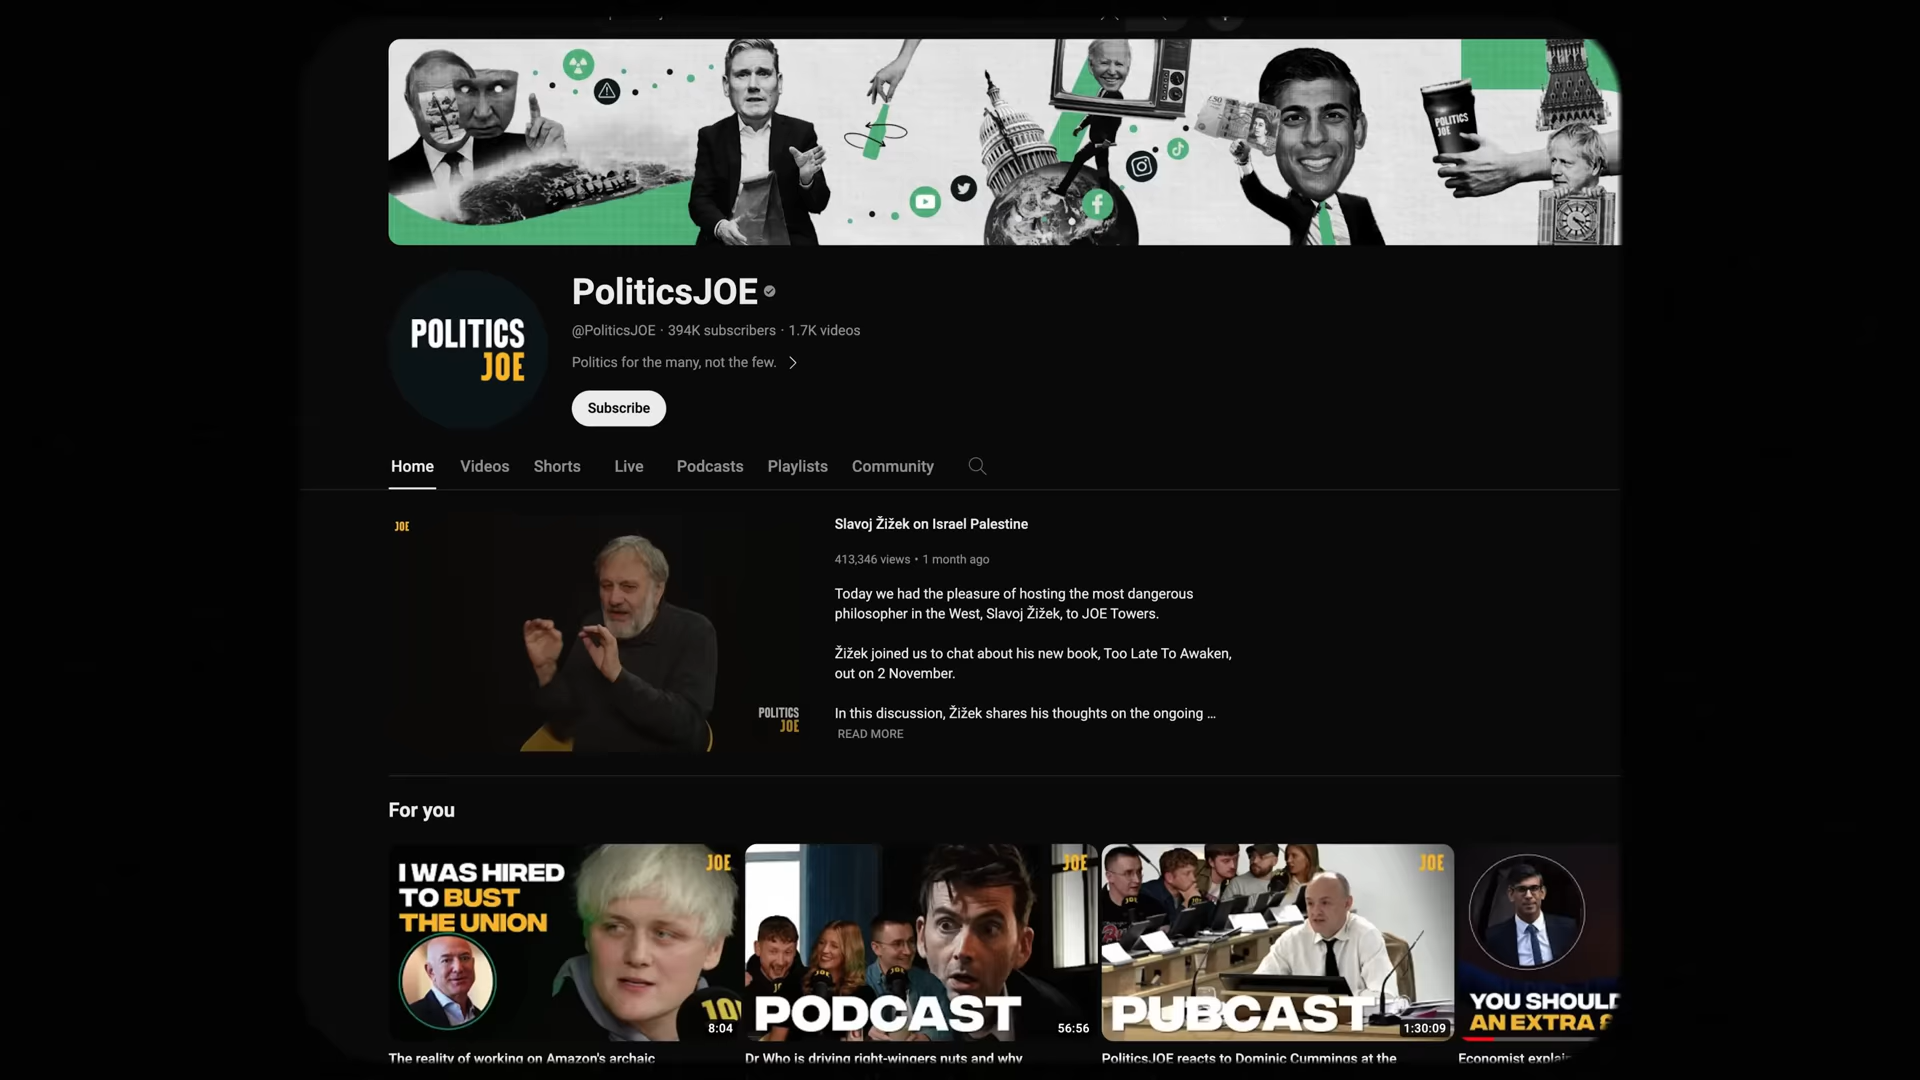 POLITICS
JOE
PoliticsJOE
@PoliticsJOE · 394K subscribers · 1.7K videos
Politics for the many, not the few.
Subscribe
POLITICS
JOE
Home Videos Shorts Live Podcasts Playlists Community
JOE
POLITICS
JOE
Slavoj Žižek on Israel Palestine
413,346 views • 1 month ago
Today we had the pleasure of hosting the most dangerous
philosopher in the West, Slavoj Žižek, to JOE Towers.
Žižek joined us to chat about his new book, Too Late To Awaken,
out on 2 November.
In this discussion, Žižek shares his thoughts on the ongoing ...
READ MORE
For you
I WAS HIRED
TO BUST
THE UNION
JOE
8:04
JOE
PODCAST
56:56
JOE
PUBCAST
1:30:09
YOU SHOULD
AN EXTRA £
The reality of working on Amazon's archaic
Dr Who is driving right-wingers nuts and why
PoliticsJOE reacts to Dominic Cummings at the
Economist explai